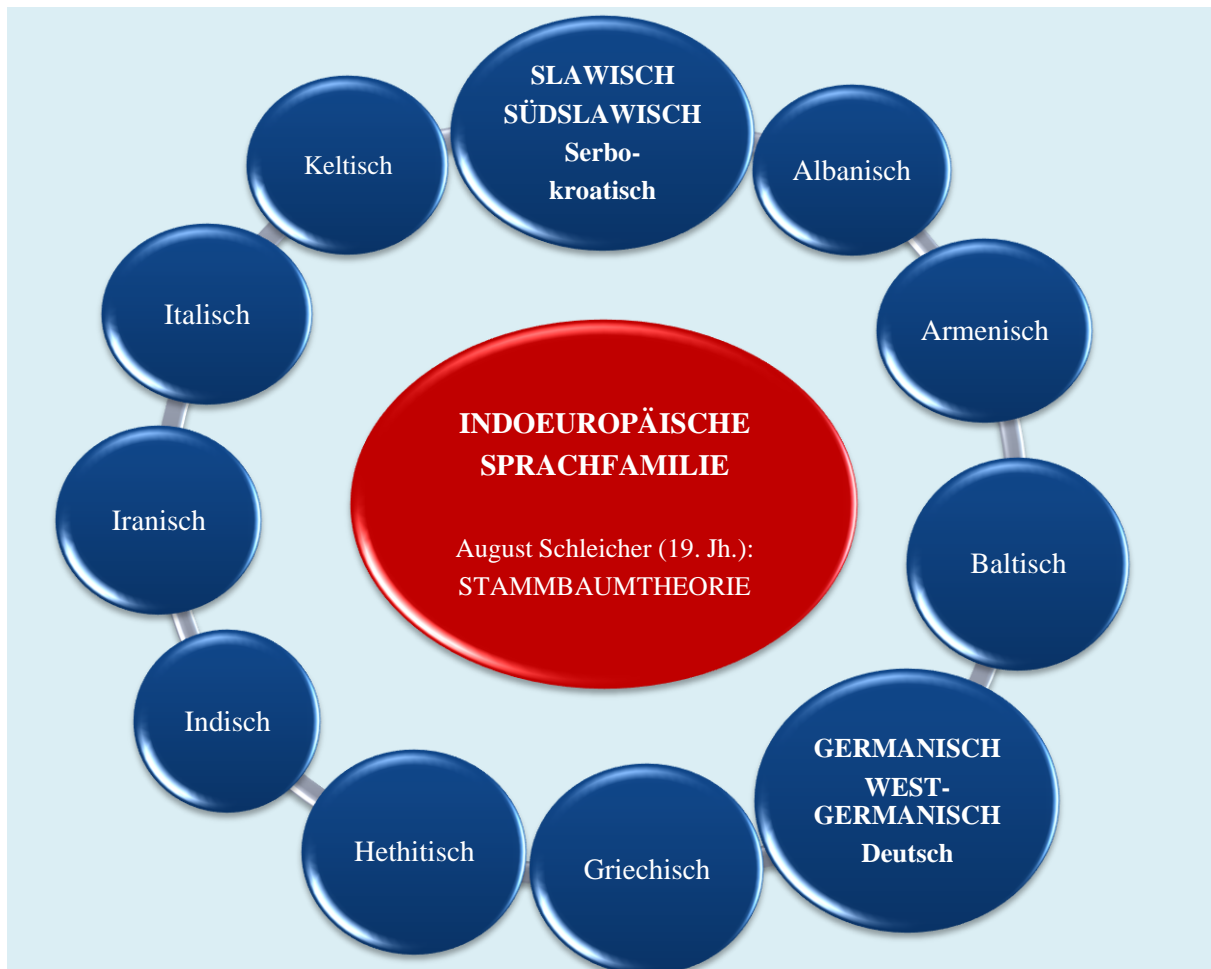 SLAWISCH
SÜDSLAWISCH
Serbo-
kroatisch
Albanisch
Armenisch
Baltisch
GERMANISCH
WEST-
GERMANISCH
Deutsch
Griechisch
Hethitisch
Indisch
Iranisch
Italisch
Keltisch
INDOEUROPÄISCHE
SPRACHFAMILIE
August Schleicher (19. Jh.):
STAMMBAUMTHEORIE